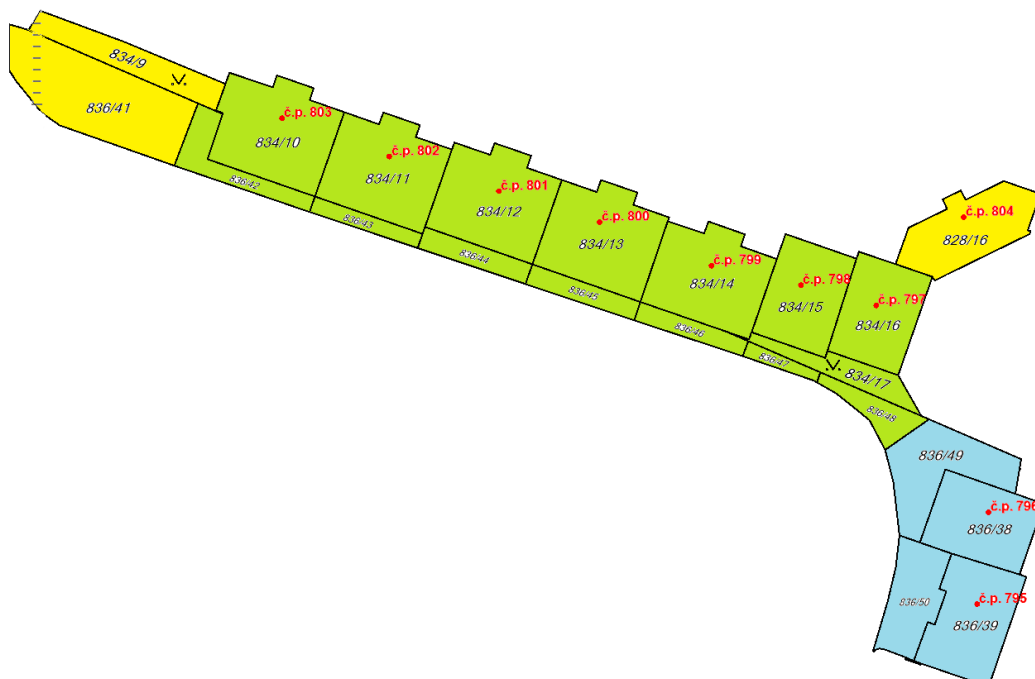 834/9
836/41
č.p. 803
834/10
č.p. 802
834/11
č.p. 801
834/12
č.p. 800
834/13
č.p. 799
834/14
č.p. 798
834/15
č.p. 797
834/16
č.p. 804
828/16
836/42
836/43
836/44
836/45
836/46
836/47
834/17
836/48
836/49
č.p. 796
836/38
č.p. 795
836/50
836/39